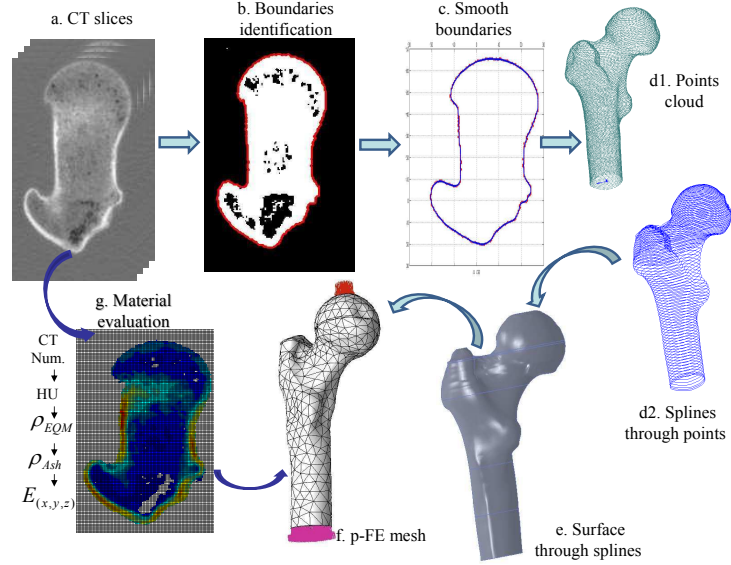 a. CT slices
b. Boundaries
identification
c. Smooth
boundaries
d1. Points
cloud
d2. Splines
through points
e. Surface
through splines
f. p-FE mesh
g. Material
evaluation
CT
Num.
HU
ρEQM
ρAsh
E(x,y,z)